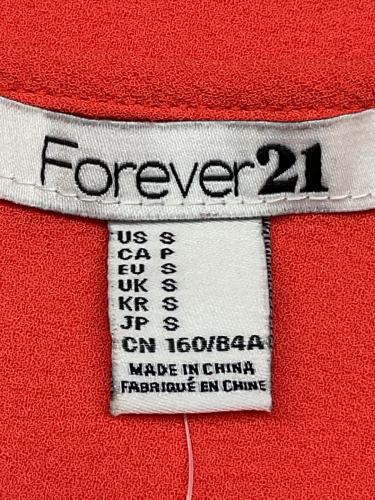 Forever21
US S
CA P
EU S
UK S
KR S
JP S
CN 160/84A
MADE IN CHINA
FABRIQUÉ EN CHINE